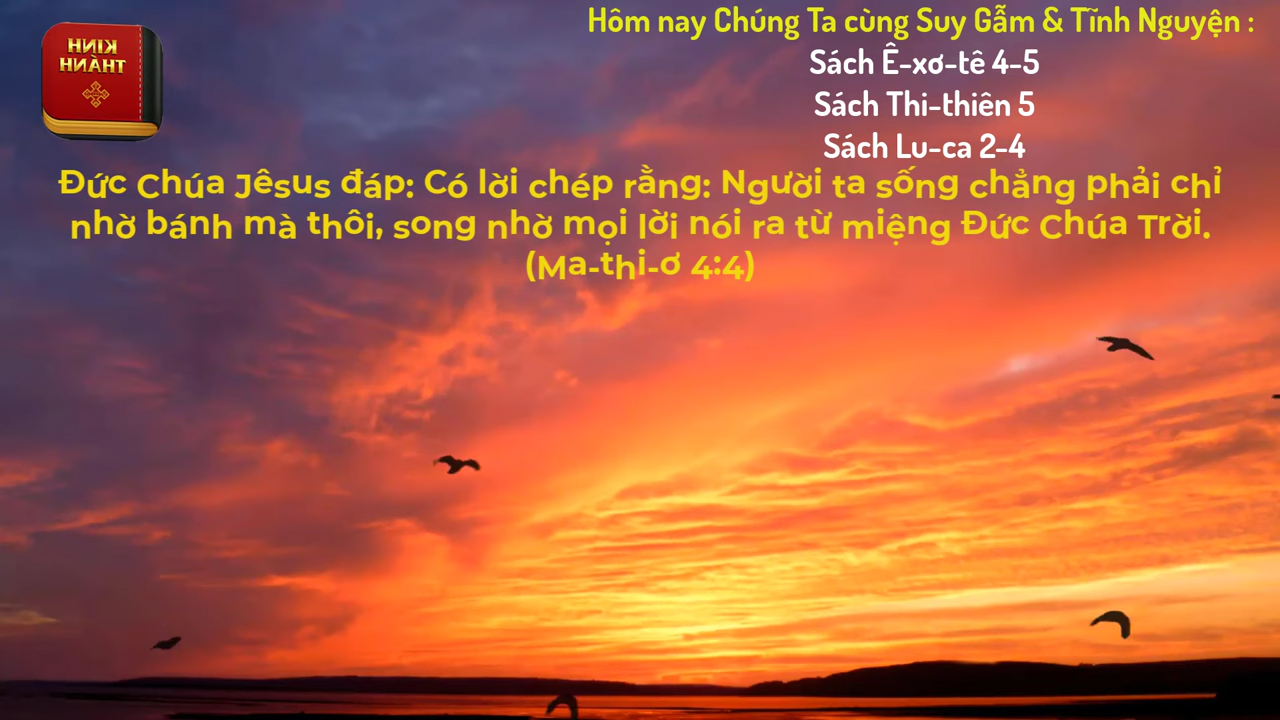 KINH
THÀNH
Hôm nay Chúng Ta cùng Suy Gẫm & Tĩnh Nguyện :
Sách Ê-xơ-tê 4-5
Sách Thi-thiên 5
Sách Lu-ca 2-4
Đức Chúa Jêsus đáp: Có lời chép rằng: Người ta sống chẳng phải chỉ
nhờ bánh mà thôi, song nhờ mọi lời nói ra từ miệng Đức Chúa Trời.
(Ma-thi-ơ 4:4)